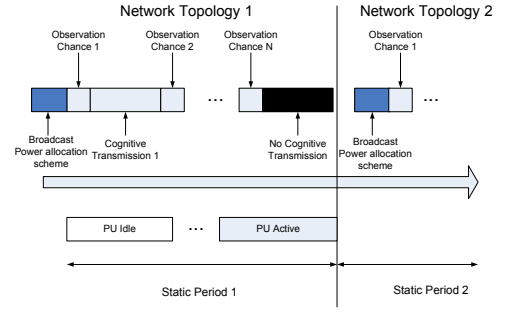 Network Topology 1
Network Topology 2
Observation
Chance 1
Observation
Chance 2
Observation
Chance N
Observation
Chance 1
...
...
Broadcast
Power allocation
scheme
Cognitive
Transmission 1
No Cognitive
Transmission
Broadcast
Power allocation
scheme
PU Idle
...
PU Active
Static Period 1
Static Period 2